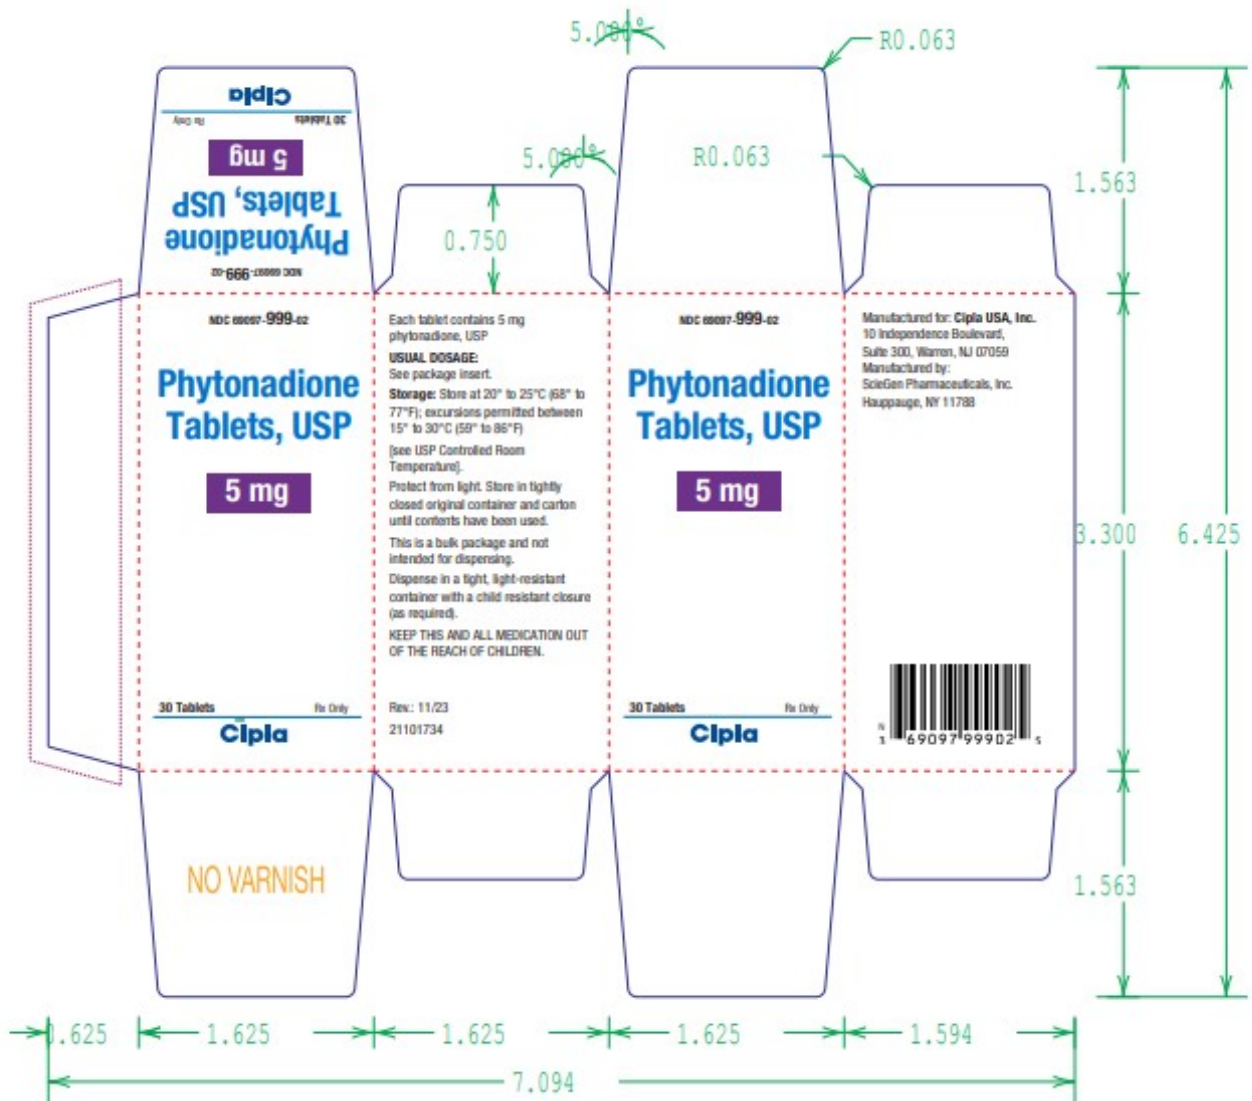 5.000°
R0.063
Cipla
30 Tablets Rx Only
5 mg
Phytonadione
Tablets, USP
NDC 69097-999-02
5.000°
R0.063
0.750
1.563
NDC 69097-999-02
Phytonadione
Tablets, USP
5 mg
30 Tablets Rx Only
Cipla
Each tablet contains 5 mg
phytonadione, USP
USUAL DOSAGE:
See package insert.
Storage: Store at 20° to 25°C (68° to
77°F); excursions permitted between
15° to 30°C (59° to 86°F)
[see USP Controlled Room
Temperature].
Protect from light. Store in tightly
closed original container and carton
until contents have been used.
This is a bulk package and not
intended for dispensing.
Dispense in a tight, light-resistant
container with a child resistant closure
(as required).
KEEP THIS AND ALL MEDICATION OUT
OF THE REACH OF CHILDREN.
Rev.: 11/23
21101734
NDC 69097-999-02
Phytonadione
Tablets, USP
5 mg
30 Tablets Rx Only
Cipla
Manufactured for: Cipla USA, Inc.
10 Independence Boulevard,
Suite 300, Warren, NJ 07059
Manufactured by:
ScieGen Pharmaceuticals, Inc.
Hauppauge, NY 11788
N
3 69097 99902 5
3.300
6.425
NO VARNISH
1.563
0.625
1.625
1.625
1.625
1.594
7.094